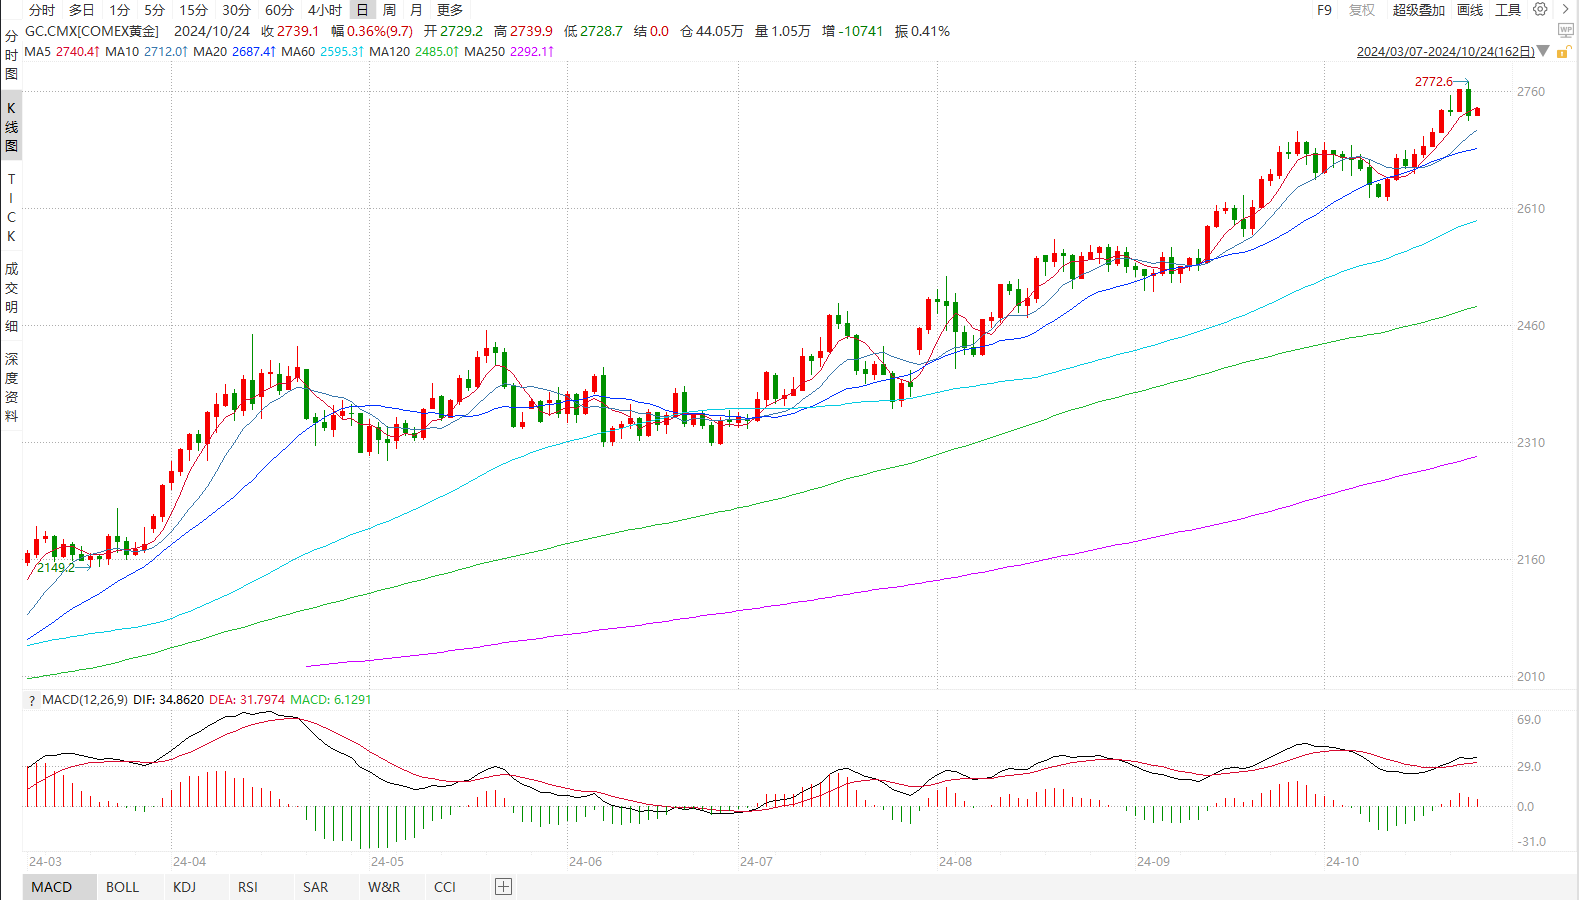 分时 多日 1分 5分 15分 30分 60分 4小时 日 周 月 更多 F9 复权 超级叠加 画线 工具
GC.CMX[COMEX黄金] 2024/10/24 收 2739.1 幅 0.36%(9.7) 开 2729.2 高 2739.9 低 2728.7 结 0.0 仓 44.05万 量 1.05万 增 -10741 振 0.41%
WP
MA5 2740.4↑ MA10 2712.0↑ MA20 2687.4↑ MA60 2595.3↑ MA120 2485.0↑ MA250 2292.1↑
2024/03/07-2024/10/24(162日)
分时图
K线图
TICK
成交明细
深度资料
2772.6
2149.2
2760
2610
2460
2310
2160
2010
? MACD(12,26,9) DIF: 34.8620 DEA: 31.7974 MACD: 6.1291
69.0
29.0
0.0
-31.0
24-03 24-04 24-05 24-06 24-07 24-08 24-09 24-10
MACD BOLL KDJ RSI SAR W&R CCI